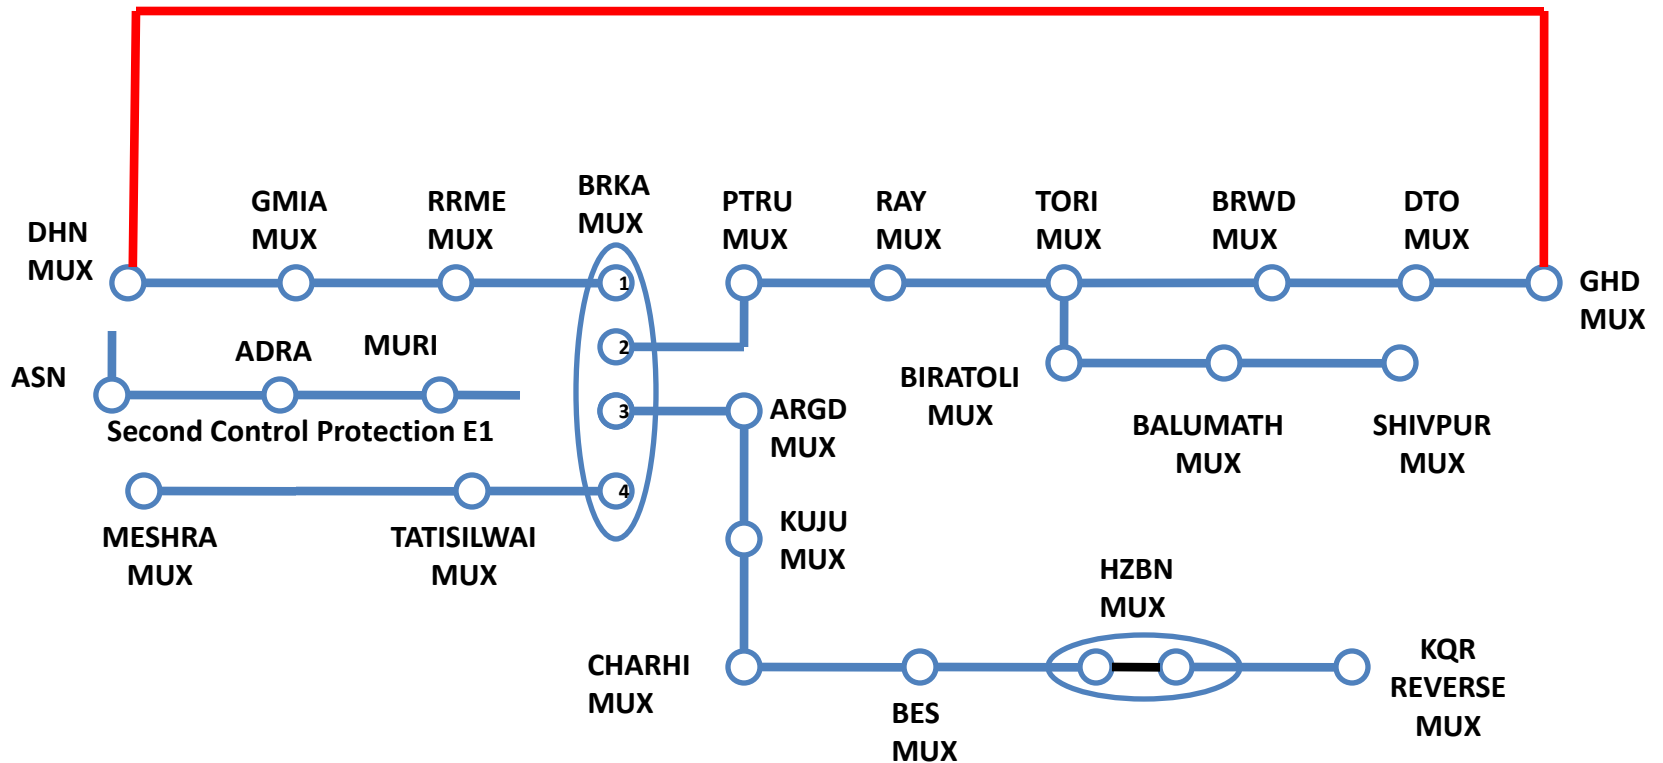 BRKA
MUX
GMIA
MUX
RRME
MUX
PTRU
MUX
RAY
MUX
TORI
MUX
BRWD
MUX
DTO
MUX
DHN
MUX
1
GHD
MUX
2
ASN
ADRA
MURI
Second Control Protection E1
3
ARGD
MUX
BIRATOLI
MUX
BALUMATH
MUX
SHIVPUR
MUX
4
MESHRA
MUX
TATISILWAI
MUX
KUJU
MUX
HZBN
MUX
CHARHI
MUX
BES
MUX
KQR
REVERSE
MUX